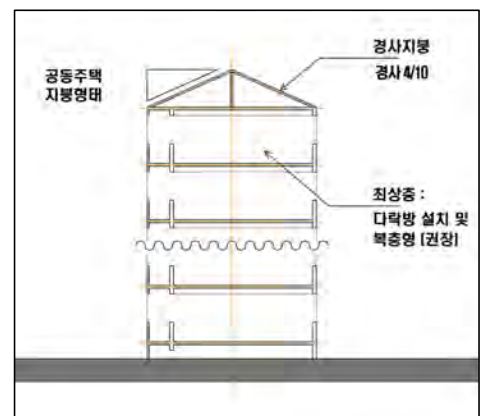 공동주택
지붕형태
경사지붕
경사 4/10
최상층 :
다락방 설치 및
복층형 (권장)